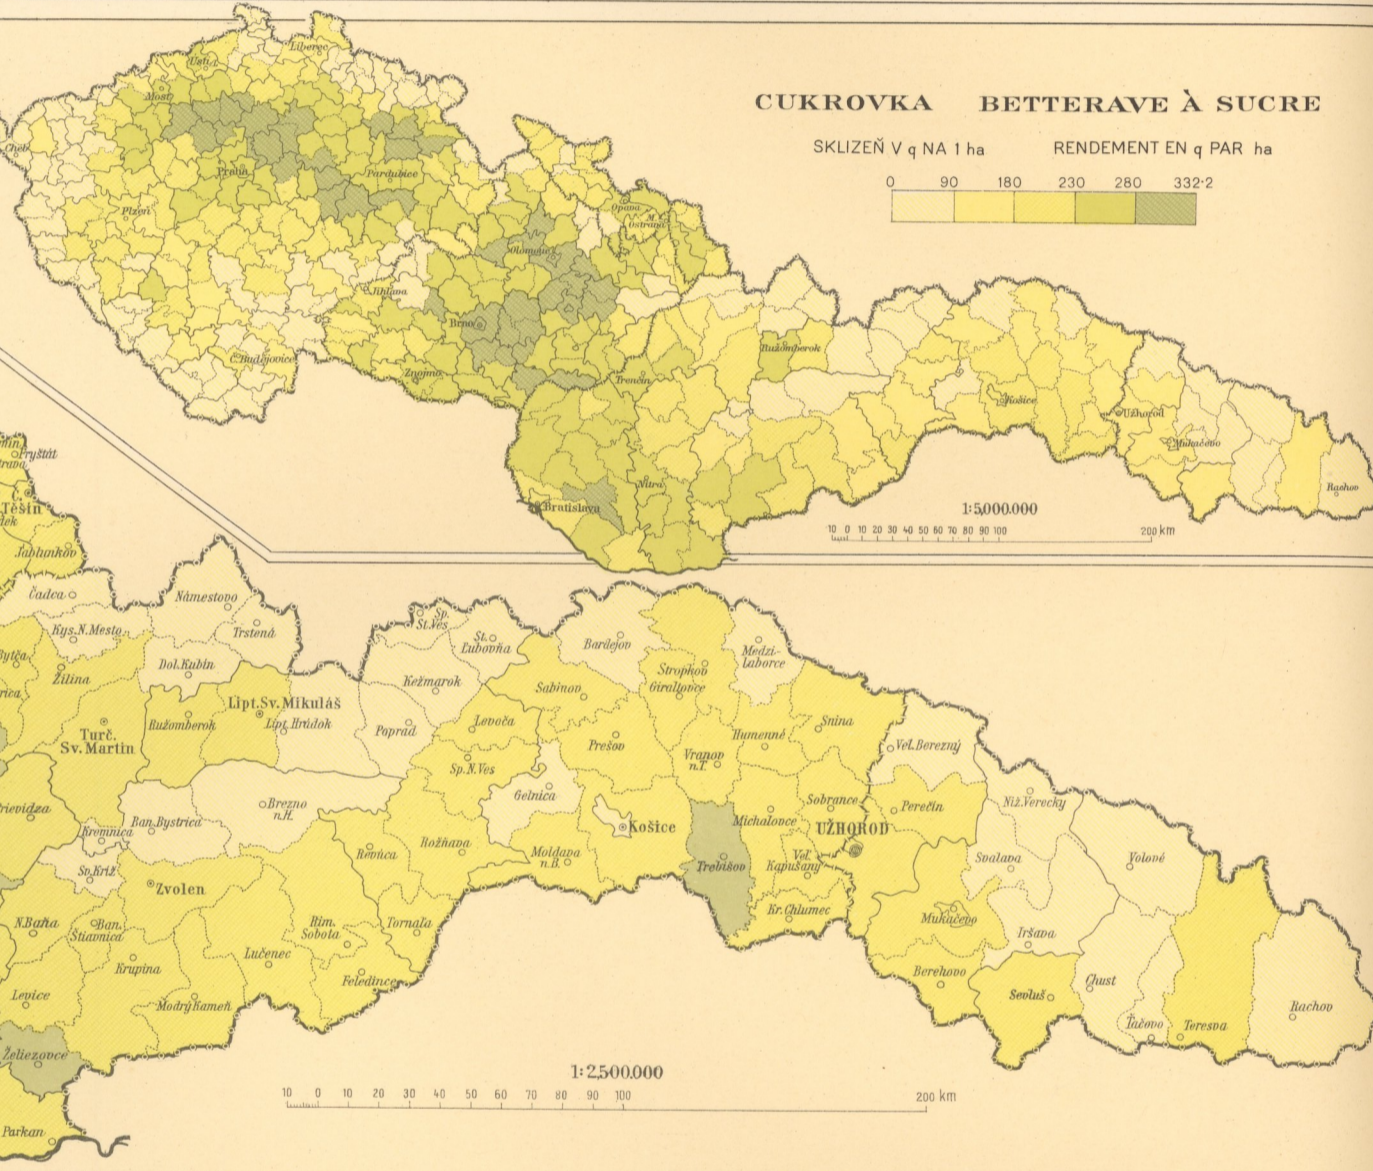 CUKROVKA BETTERAVE À SUCRE
SKLIZEŇ V q NA 1 ha RENDEMENT EN q PAR ha
0 90 180 230 280 332·2
Liberec
Ústí
Most
Cheb
Praha
Pardubice
Plzeň
Opava
M. Ostrava
Olomouc
Jihlava
Brno
Budějovice
Znojmo
Trenčín
Ružomberok
Košice
Užhorod
Mukačevo
Rachov
Nitra
Bratislava
1:5,000.000
10 0 10 20 30 40 50 60 70 80 90 100 200 km
Fryštát
Č.
Těšín
Jablunkov
Čadca
Námestovo
Kys.N.Mesto
Trstená
Dol.Kubín
Bytča
Žilina
Sp.
St.Ves
St.
Ľubovňa
Bardejov
Medzi-
laborce
Kežmarok
Sabinov
Stropkov
Giraltovce
Lipt.Sv.Mikuláš
Ružomberok
Lipt.Hrádok
Poprad
Levoča
Snina
Turč.
Sv.Martin
Prešov
Humenné
Vel.Berezný
Sp.N.Ves
Vranov
n.T.
Gelnica
Sobrance
Perečín
Niž.Verecky
Prievidza
Brezno
n.H.
Ban.Bystrica
Kremnica
Košice
Michalovce
UŽHOROD
Rožňava
Revúca
Moldava
n.B.
Trebišov
Vel.
Kapušany
Svalava
Volové
Sv.Kríž
Zvolen
Kr.Chlumec
Mukačevo
N.Baňa
Ban.
Štiavnica
Rim.
Sobota
Tornaľa
Iršava
Krupina
Lučenec
Feledince
Berehovo
Sevluš
Chust
Levice
Modrý Kameň
Rachov
Ťačovo
Teresva
Želiezovce
1:2,500.000
10 0 10 20 30 40 50 60 70 80 90 100 200 km
Parkan